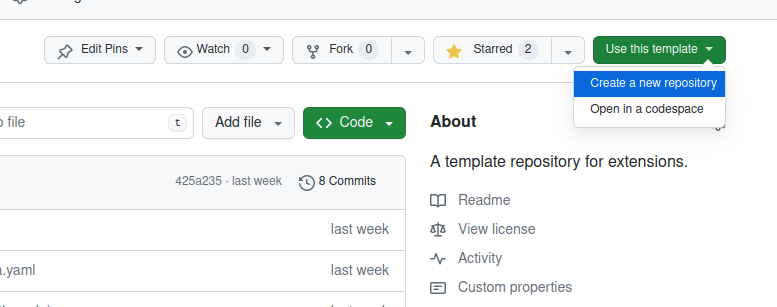 Edit Pins
Watch 0
Fork 0
Starred 2
Use this template
Create a new repository
Open in a codespace
file
t
Add file
Code
About
A template repository for extensions.
425a235 · last week
8 Commits
Readme
View license
Activity
Custom properties
last week
a.yaml
last week